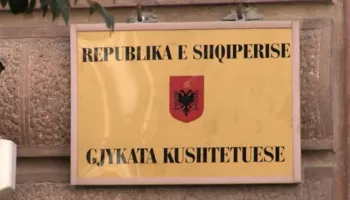 REPUBLIKA E SHQIPERISE
GJYKATA KUSHTETUESE